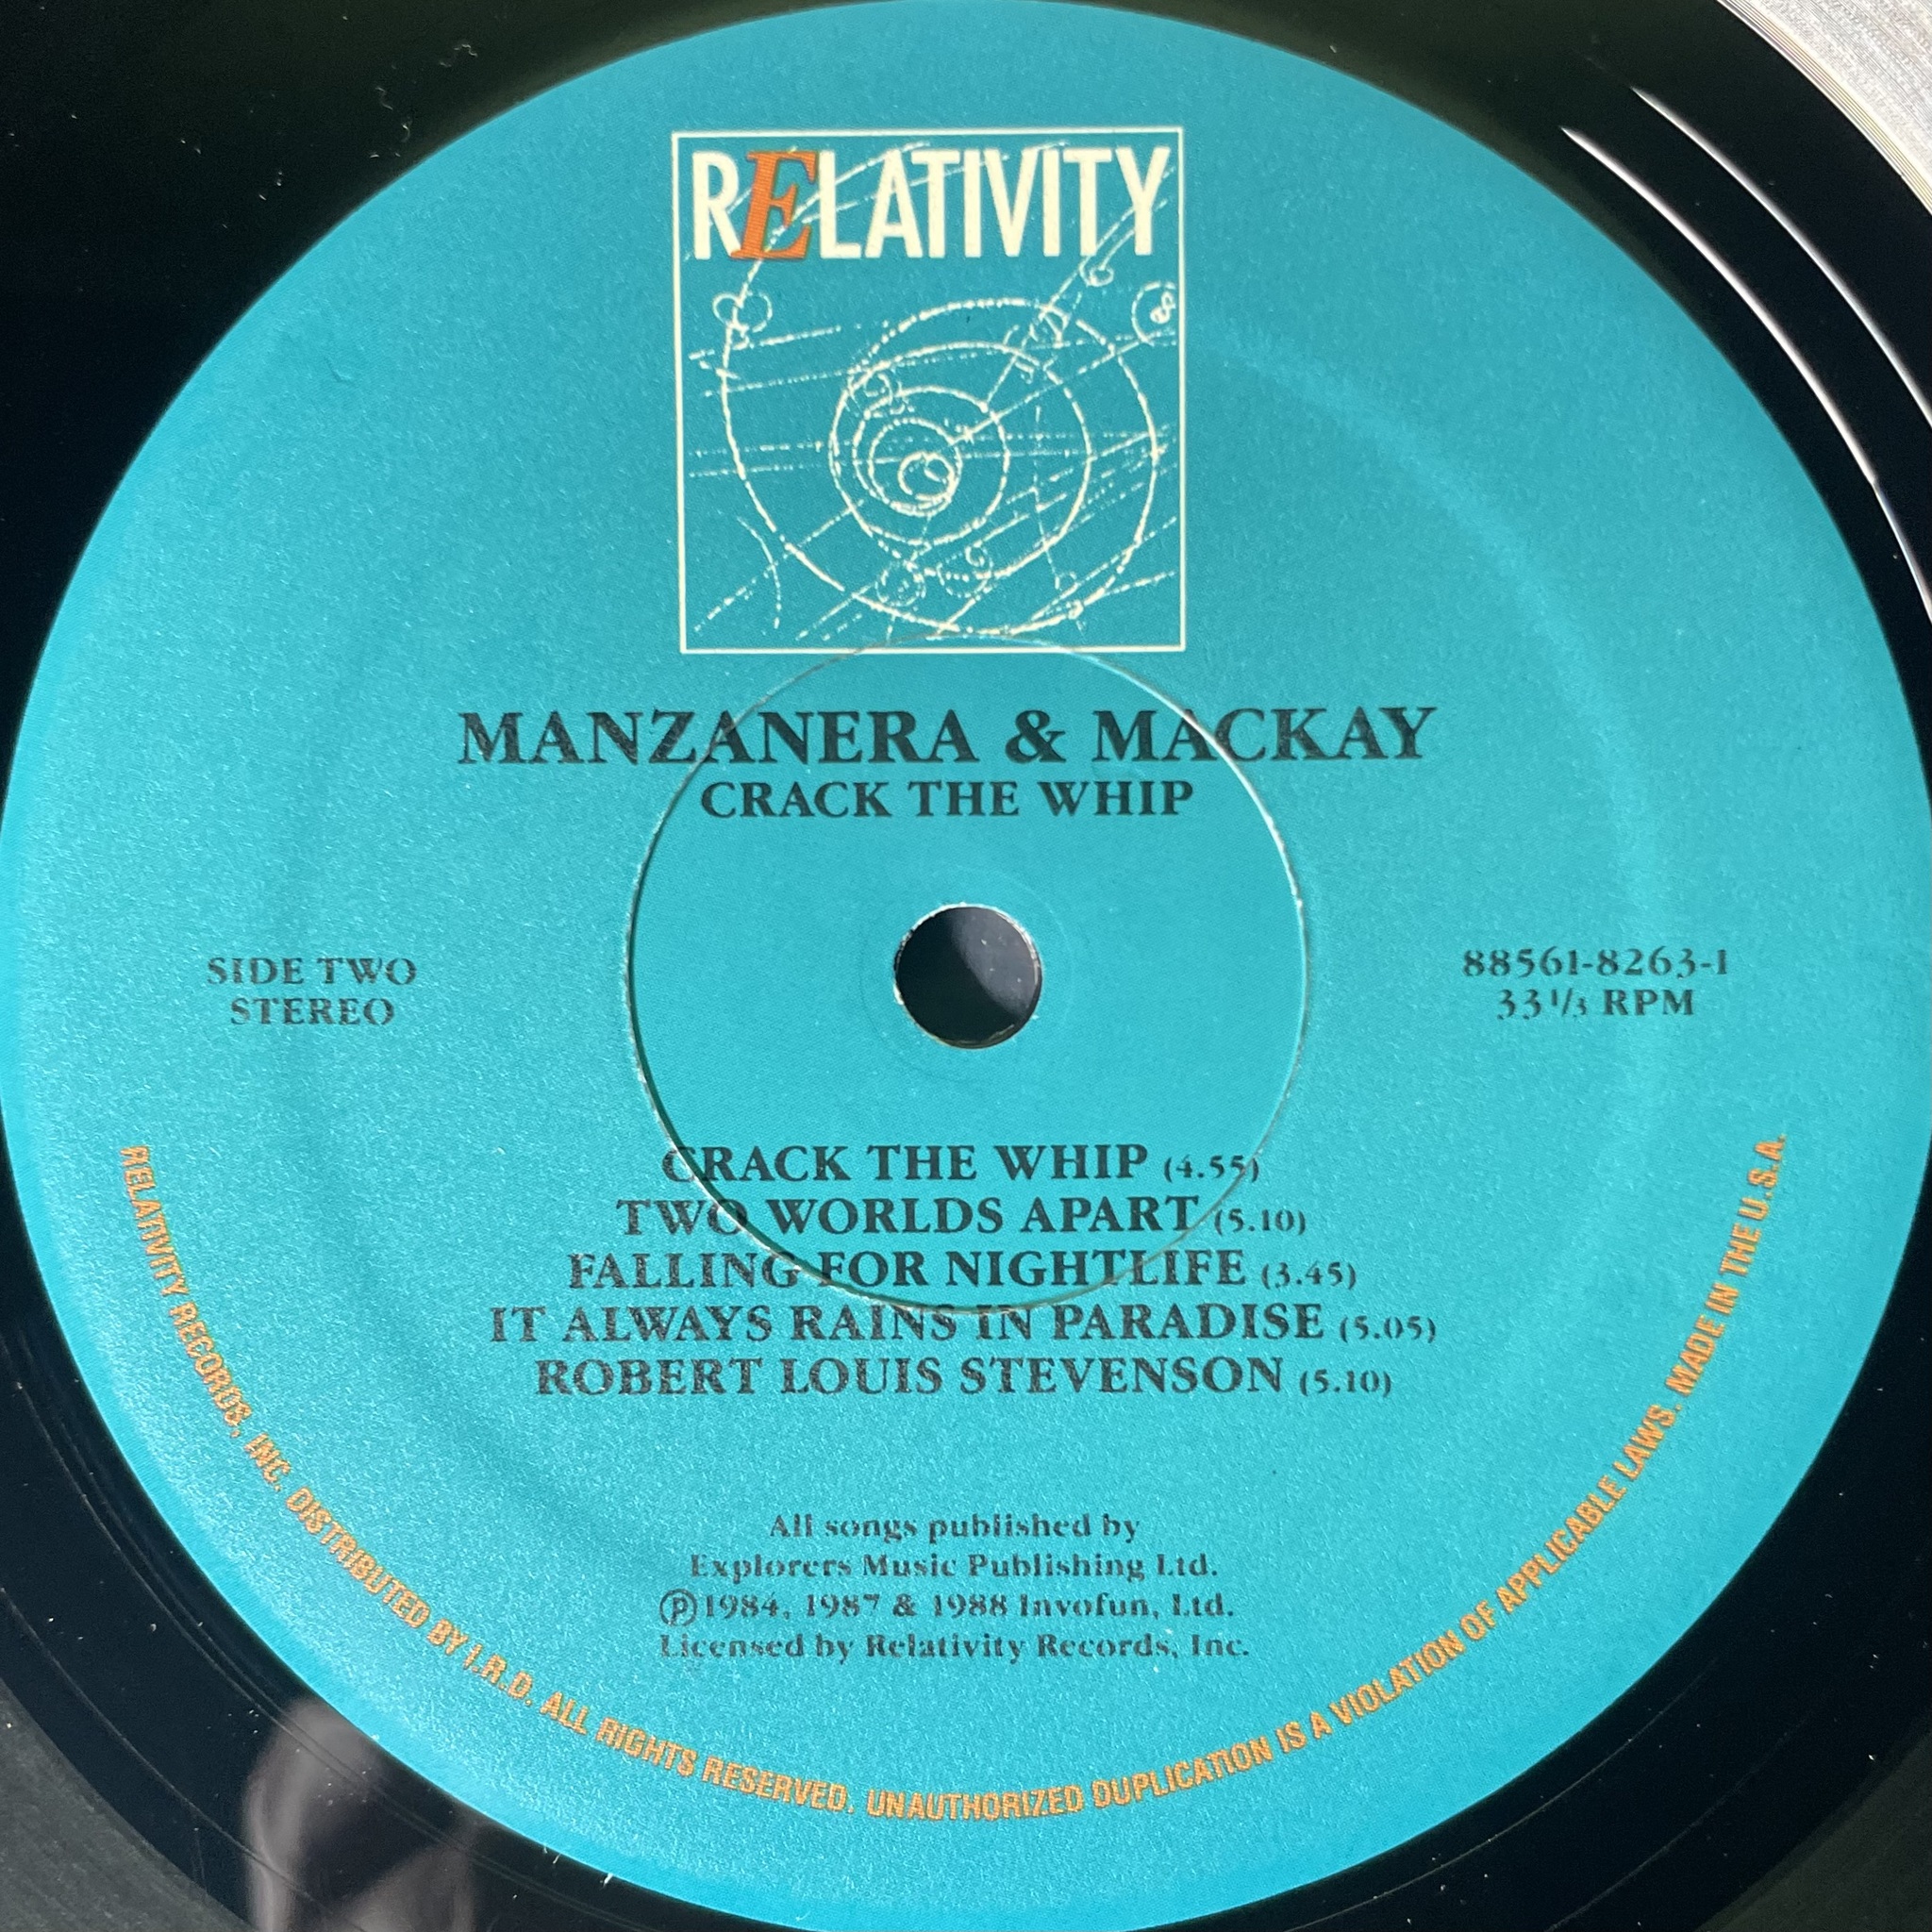 RELATIVITY
MANZANERA & MACKAY
CRACK THE WHIP
SIDE TWO
STEREO
88561-8263-1
33 1/3 RPM
CRACK THE WHIP (4.55)
TWO WORLDS APART (5.10)
FALLING FOR NIGHTLIFE (3.45)
IT ALWAYS RAINS IN PARADISE (5.05)
ROBERT LOUIS STEVENSON (5.10)
All songs published by
Explorers Music Publishing Ltd.
℗1984, 1987 & 1988 Invofun, Ltd.
Licensed by Relativity Records, Inc.
RELATIVITY RECORDS, INC. DISTRIBUTED BY I.R.D. ALL RIGHTS RESERVED. UNAUTHORIZED DUPLICATION IS A VIOLATION OF APPLICABLE LAWS. MADE IN THE U.S.A.